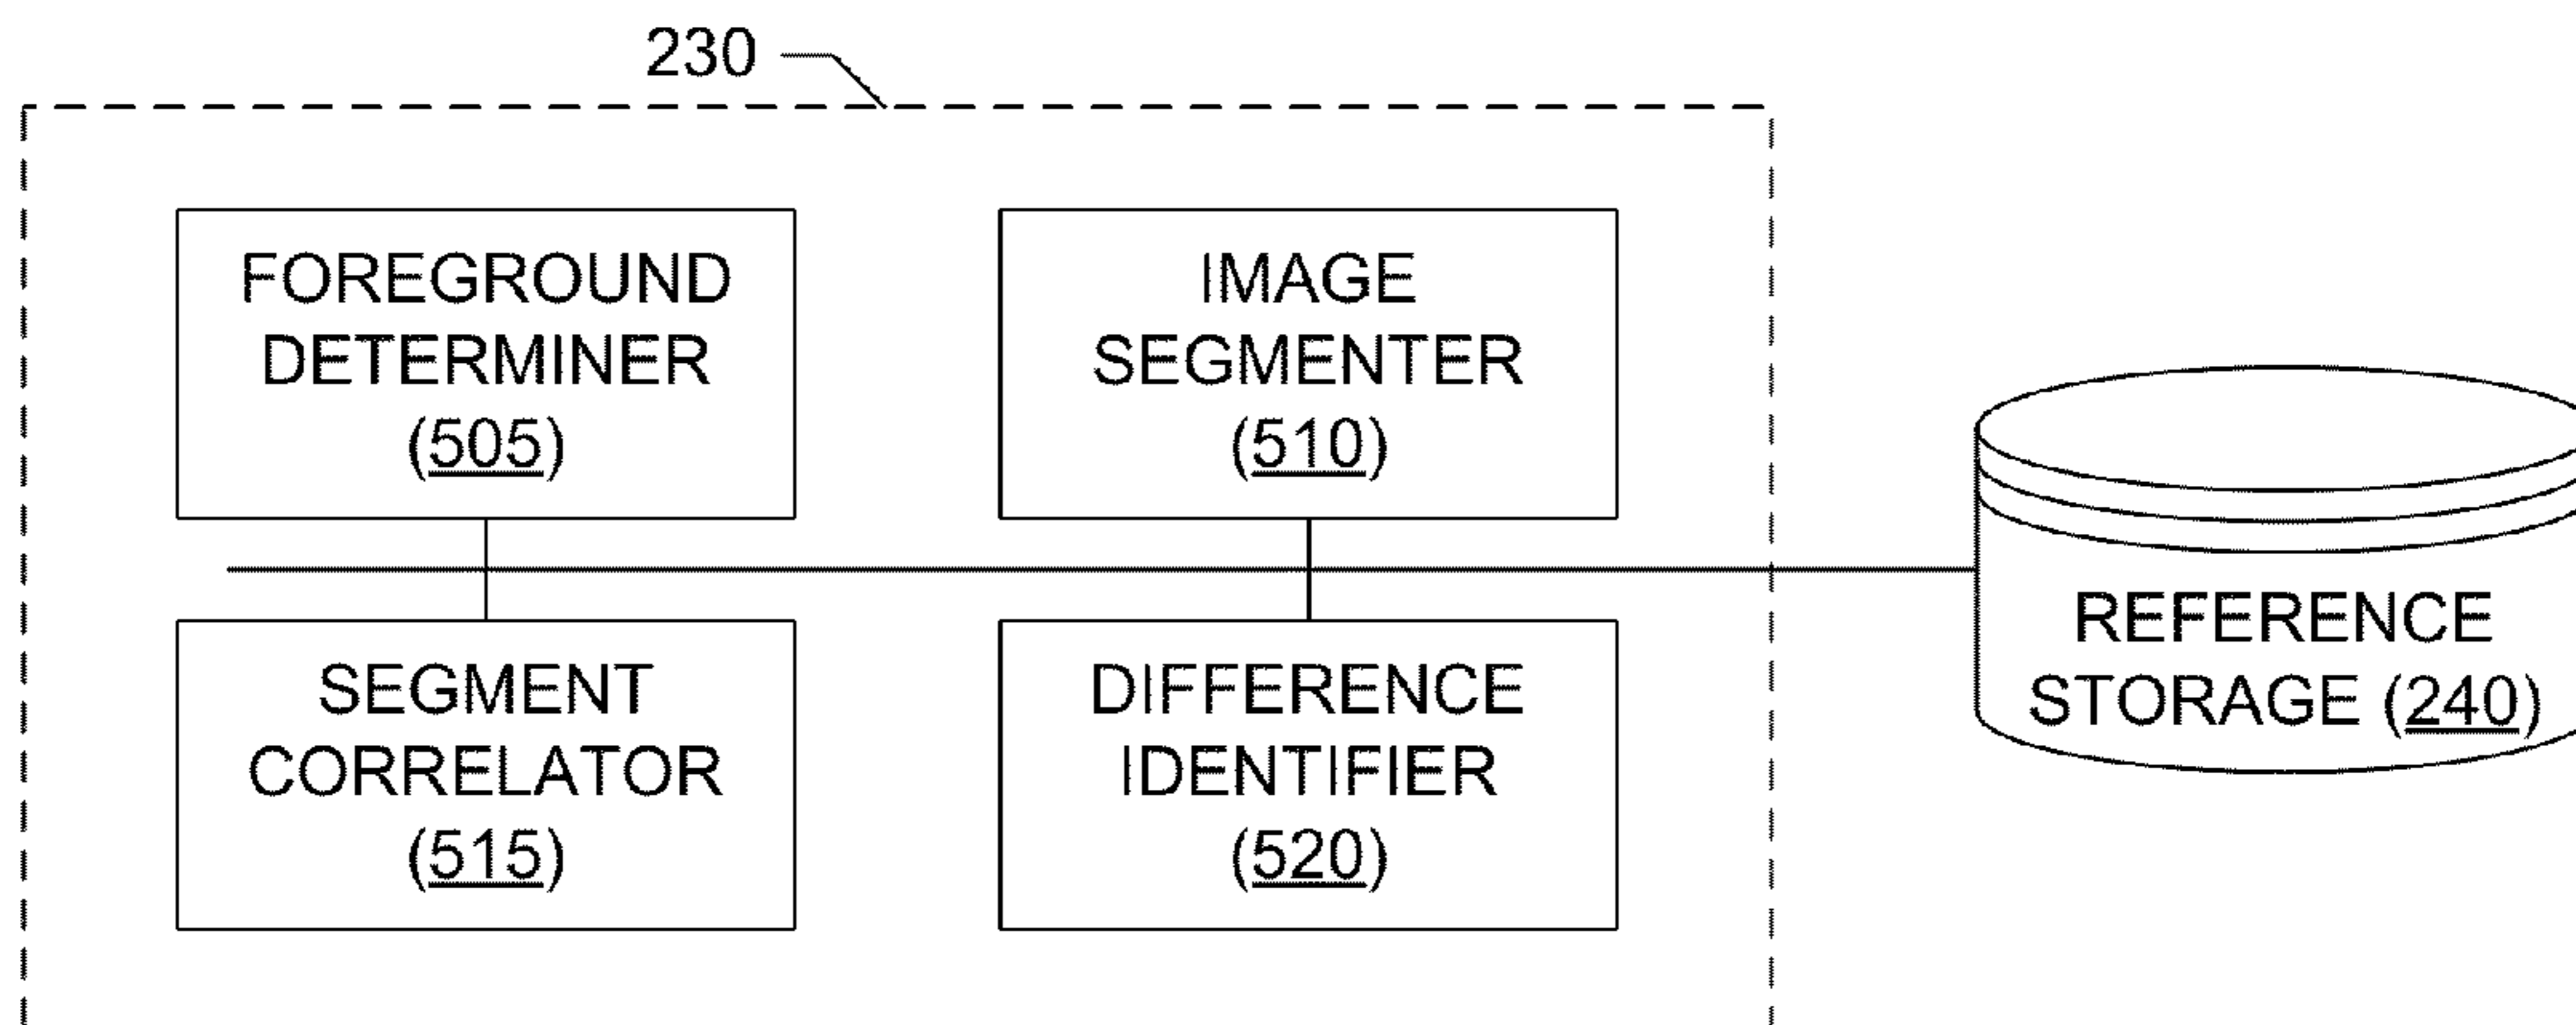 230
FOREGROUND
DETERMINER
(505)
IMAGE
SEGMENTER
(510)
SEGMENT
CORRELATOR
(515)
DIFFERENCE
IDENTIFIER
(520)
REFERENCE
STORAGE (240)